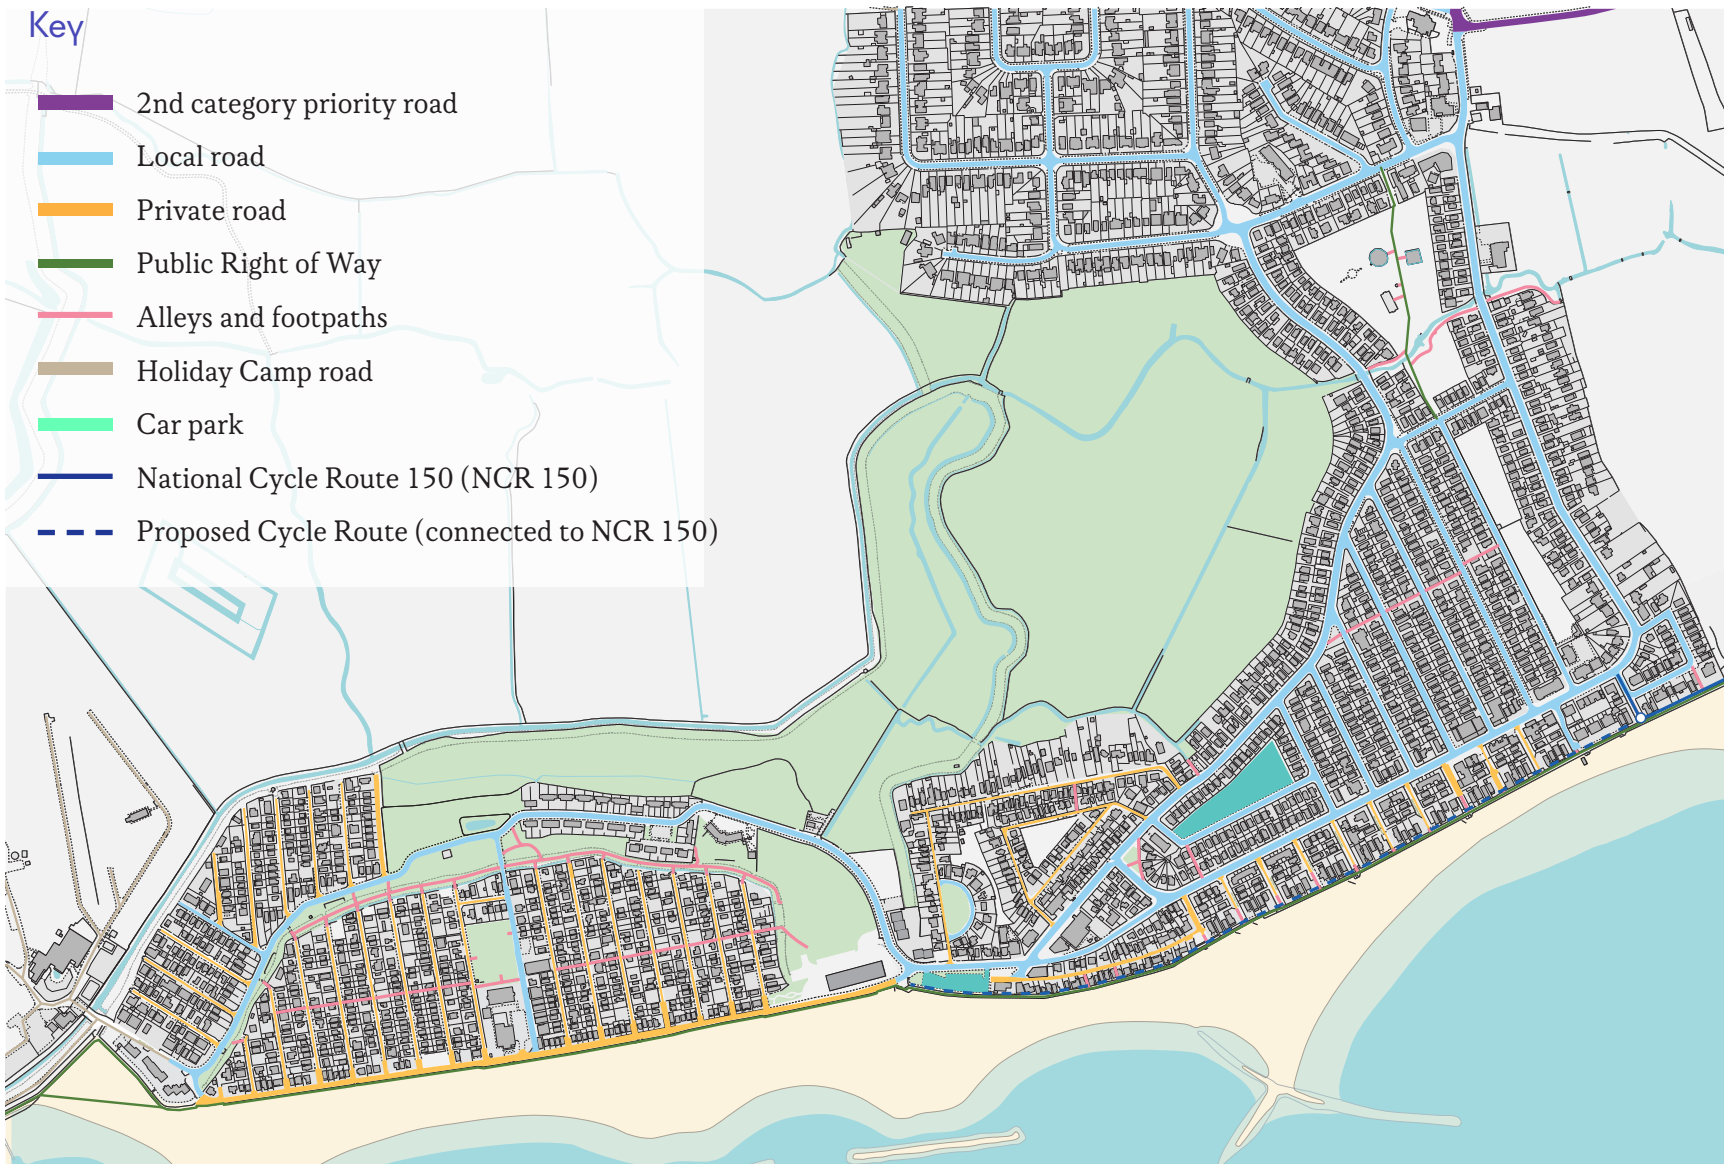 Key
2nd category priority road
Local road
Private road
Public Right of Way
Alleys and footpaths
Holiday Camp road
Car park
National Cycle Route 150 (NCR 150)
Proposed Cycle Route (connected to NCR 150)